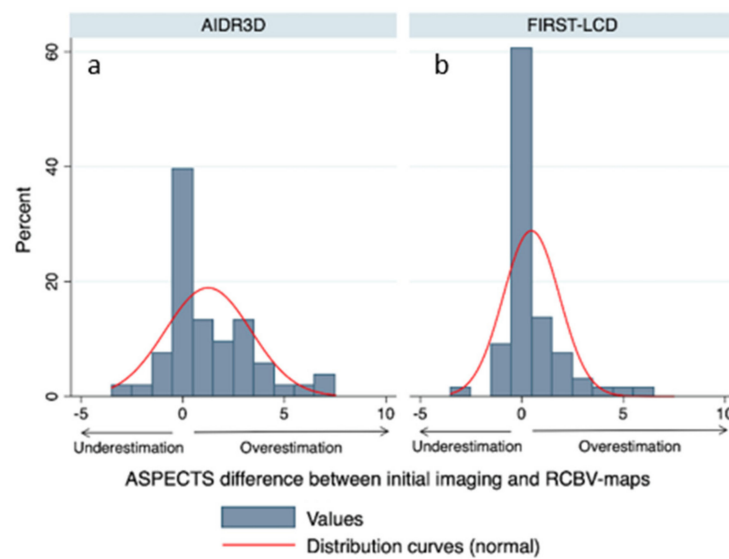 AIDR3D FIRST-LCD
a b
60
40
20
0
Percent
-5 0 5 10 -5 0 5 10
Underestimation Overestimation Underestimation Overestimation
ASPECTS difference between initial imaging and RCBV-maps
Values
Distribution curves (normal)